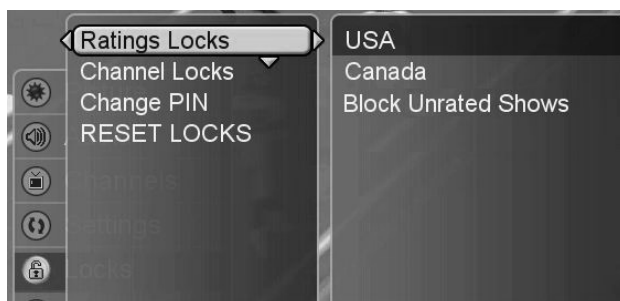 Ratings Locks
Channel Locks
Change PIN
RESET LOCKS
USA
Canada
Block Unrated Shows
Channels
Settings
Locks